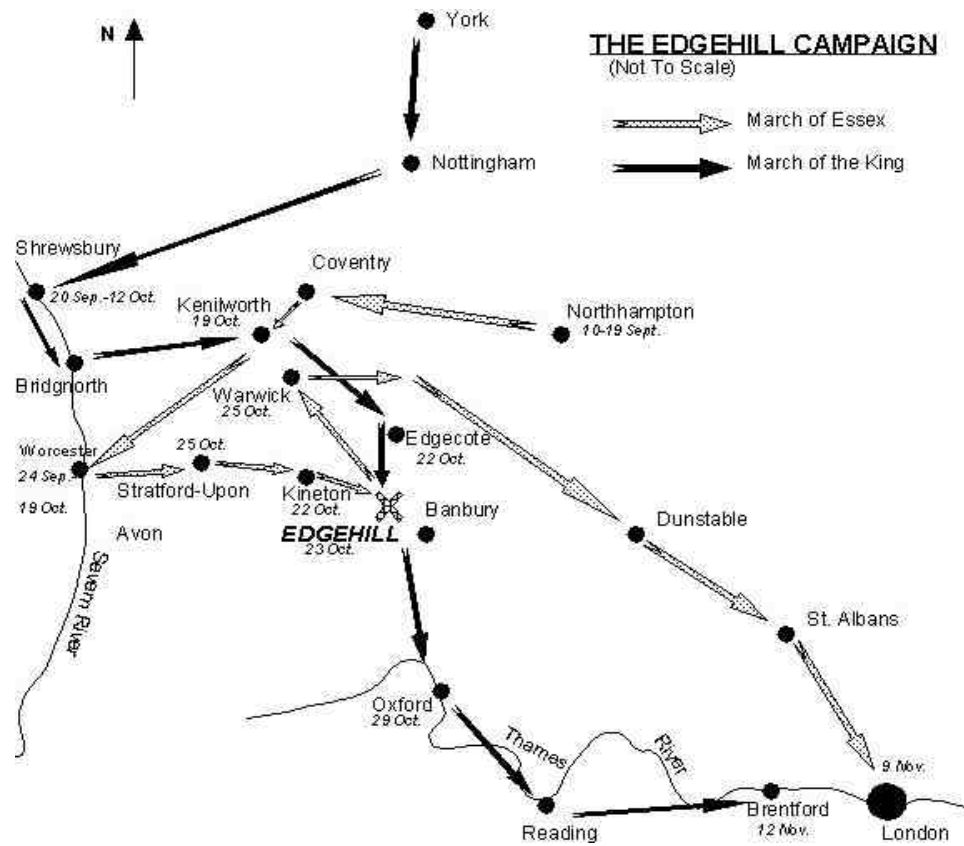 York
N
THE EDGEHILL CAMPAIGN
(Not To Scale)
March of Essex
March of the King
Nottingham
Shrewsbury
20 Sep.-12 Oct.
Coventry
Kenilworth
19 Oct.
Northhampton
10-19 Sept.
Bridgnorth
Warwick
25 Oct.
Edgecote
22 Oct.
Worcester
24 Sep.
19 Oct.
25 Oct.
Stratford-Upon
Avon
Kineton
22 Oct.
Banbury
EDGEHILL
23 Oct.
Dunstable
Severn River
St. Albans
Oxford
29 Oct.
Thames
River
9 Nov.
Reading
Brentford
12 Nov.
London